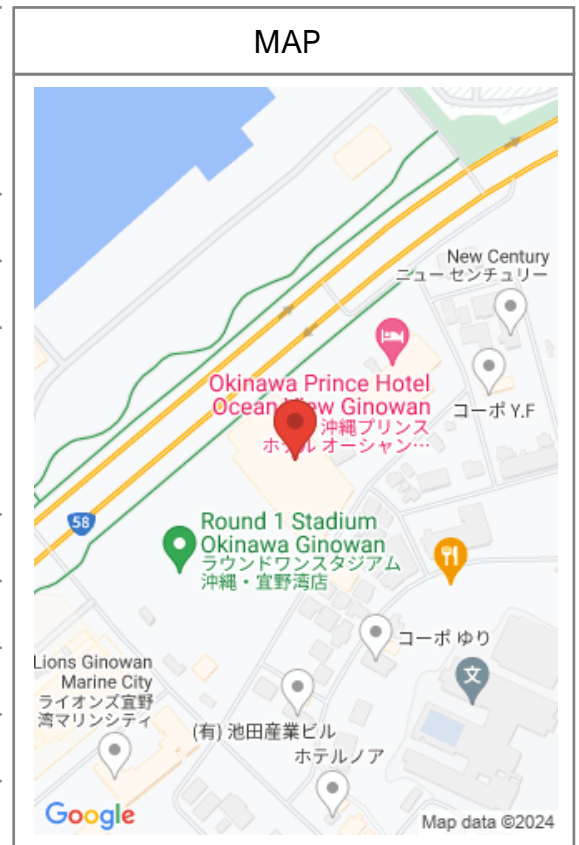 MAP
New Century
ニュー センチュリー
Okinawa Prince Hotel
Ocean View Ginowan
沖縄プリンス
ホテル オーシャン…
コーポ Y.F
58
Round 1 Stadium
Okinawa Ginowan
ラウンドワンスタジアム
沖縄・宜野湾店
コーポ ゆり
文
Lions Ginowan
Marine City
ライオンズ宜野
湾マリンシティ
(有) 池田産業ビル
ホテルノア
Google
Map data ©2024